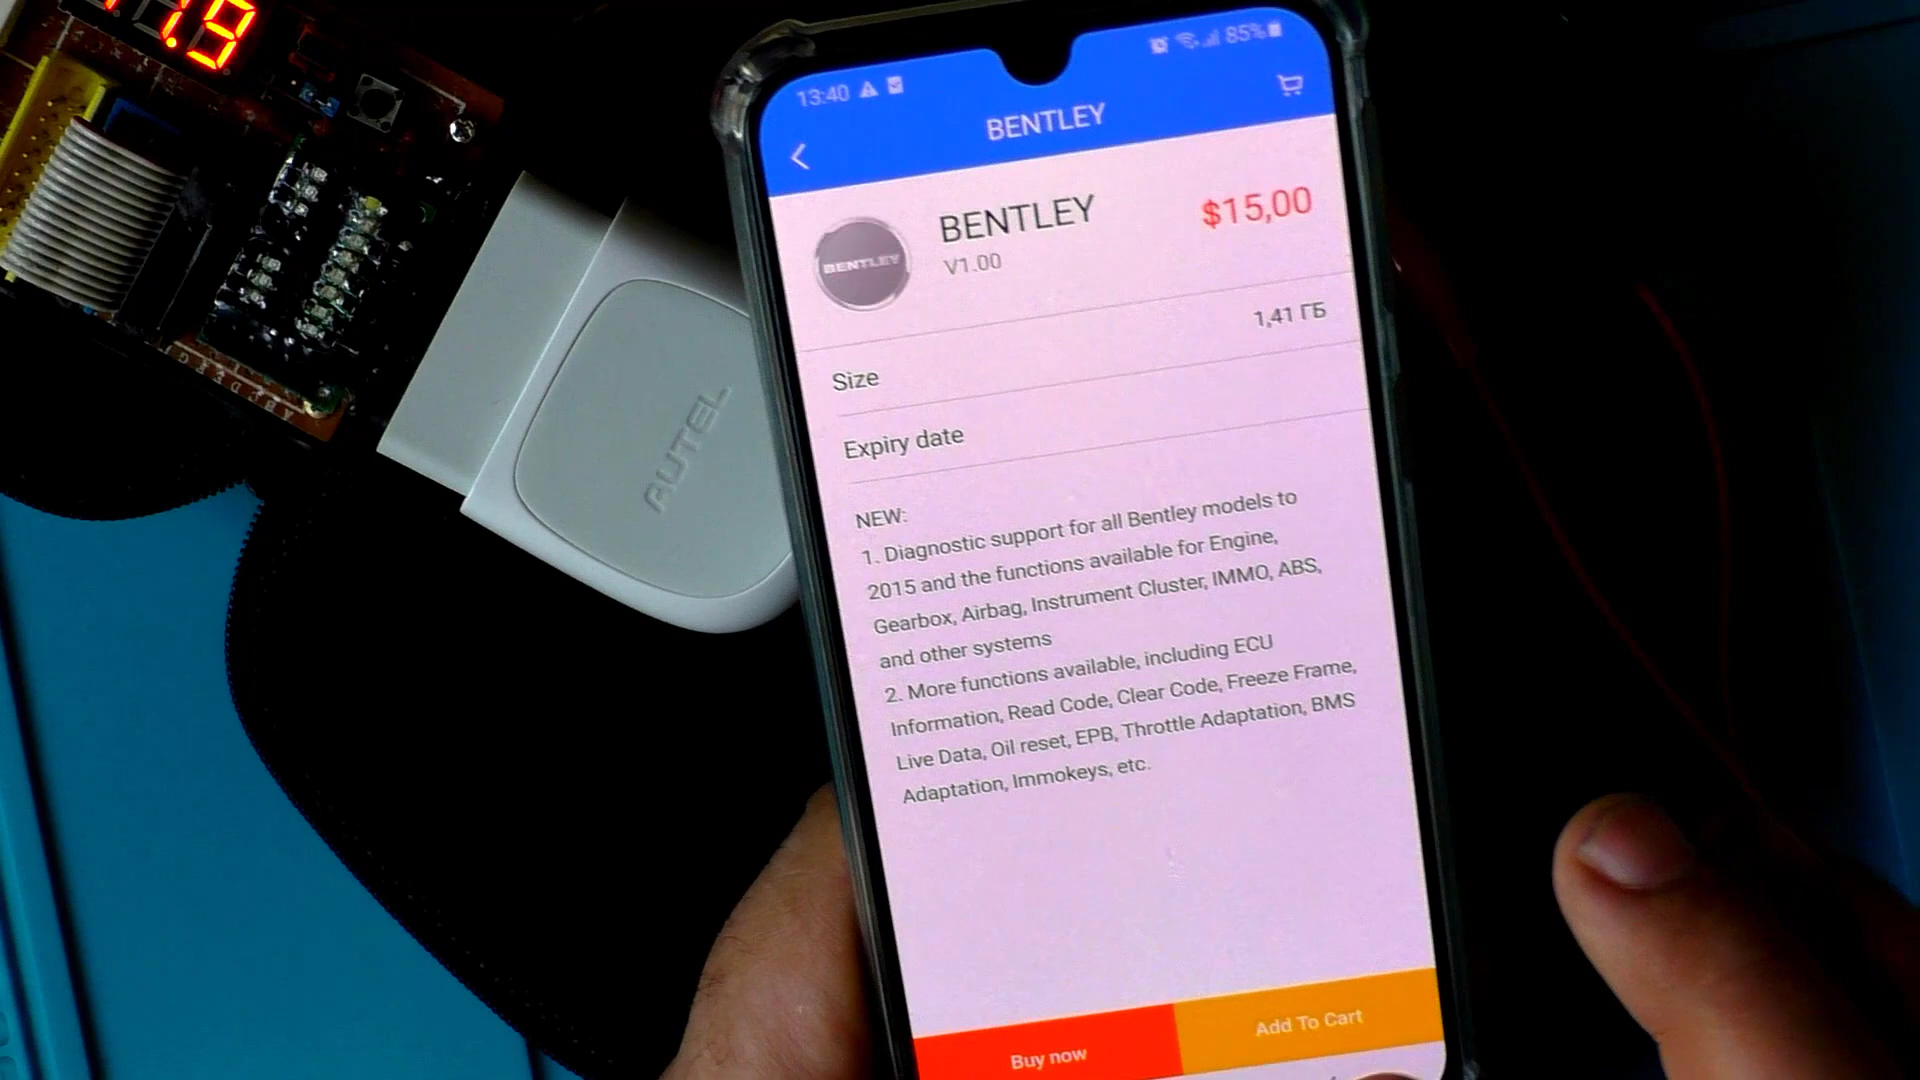 13:40
85%
BENTLEY
BENTLEY
$15,00
BENTLEY
V1.00
1,41 ГБ
Size
Expiry date
NEW:
1. Diagnostic support for all Bentley models to
2015 and the functions available for Engine,
Gearbox, Airbag, Instrument Cluster, IMMO, ABS,
and other systems
2. More functions available, including ECU
Information, Read Code, Clear Code, Freeze Frame,
Live Data, Oil reset, EPB, Throttle Adaptation, BMS
Adaptation, Immokeys, etc.
Buy now
Add To Cart
AUTEL